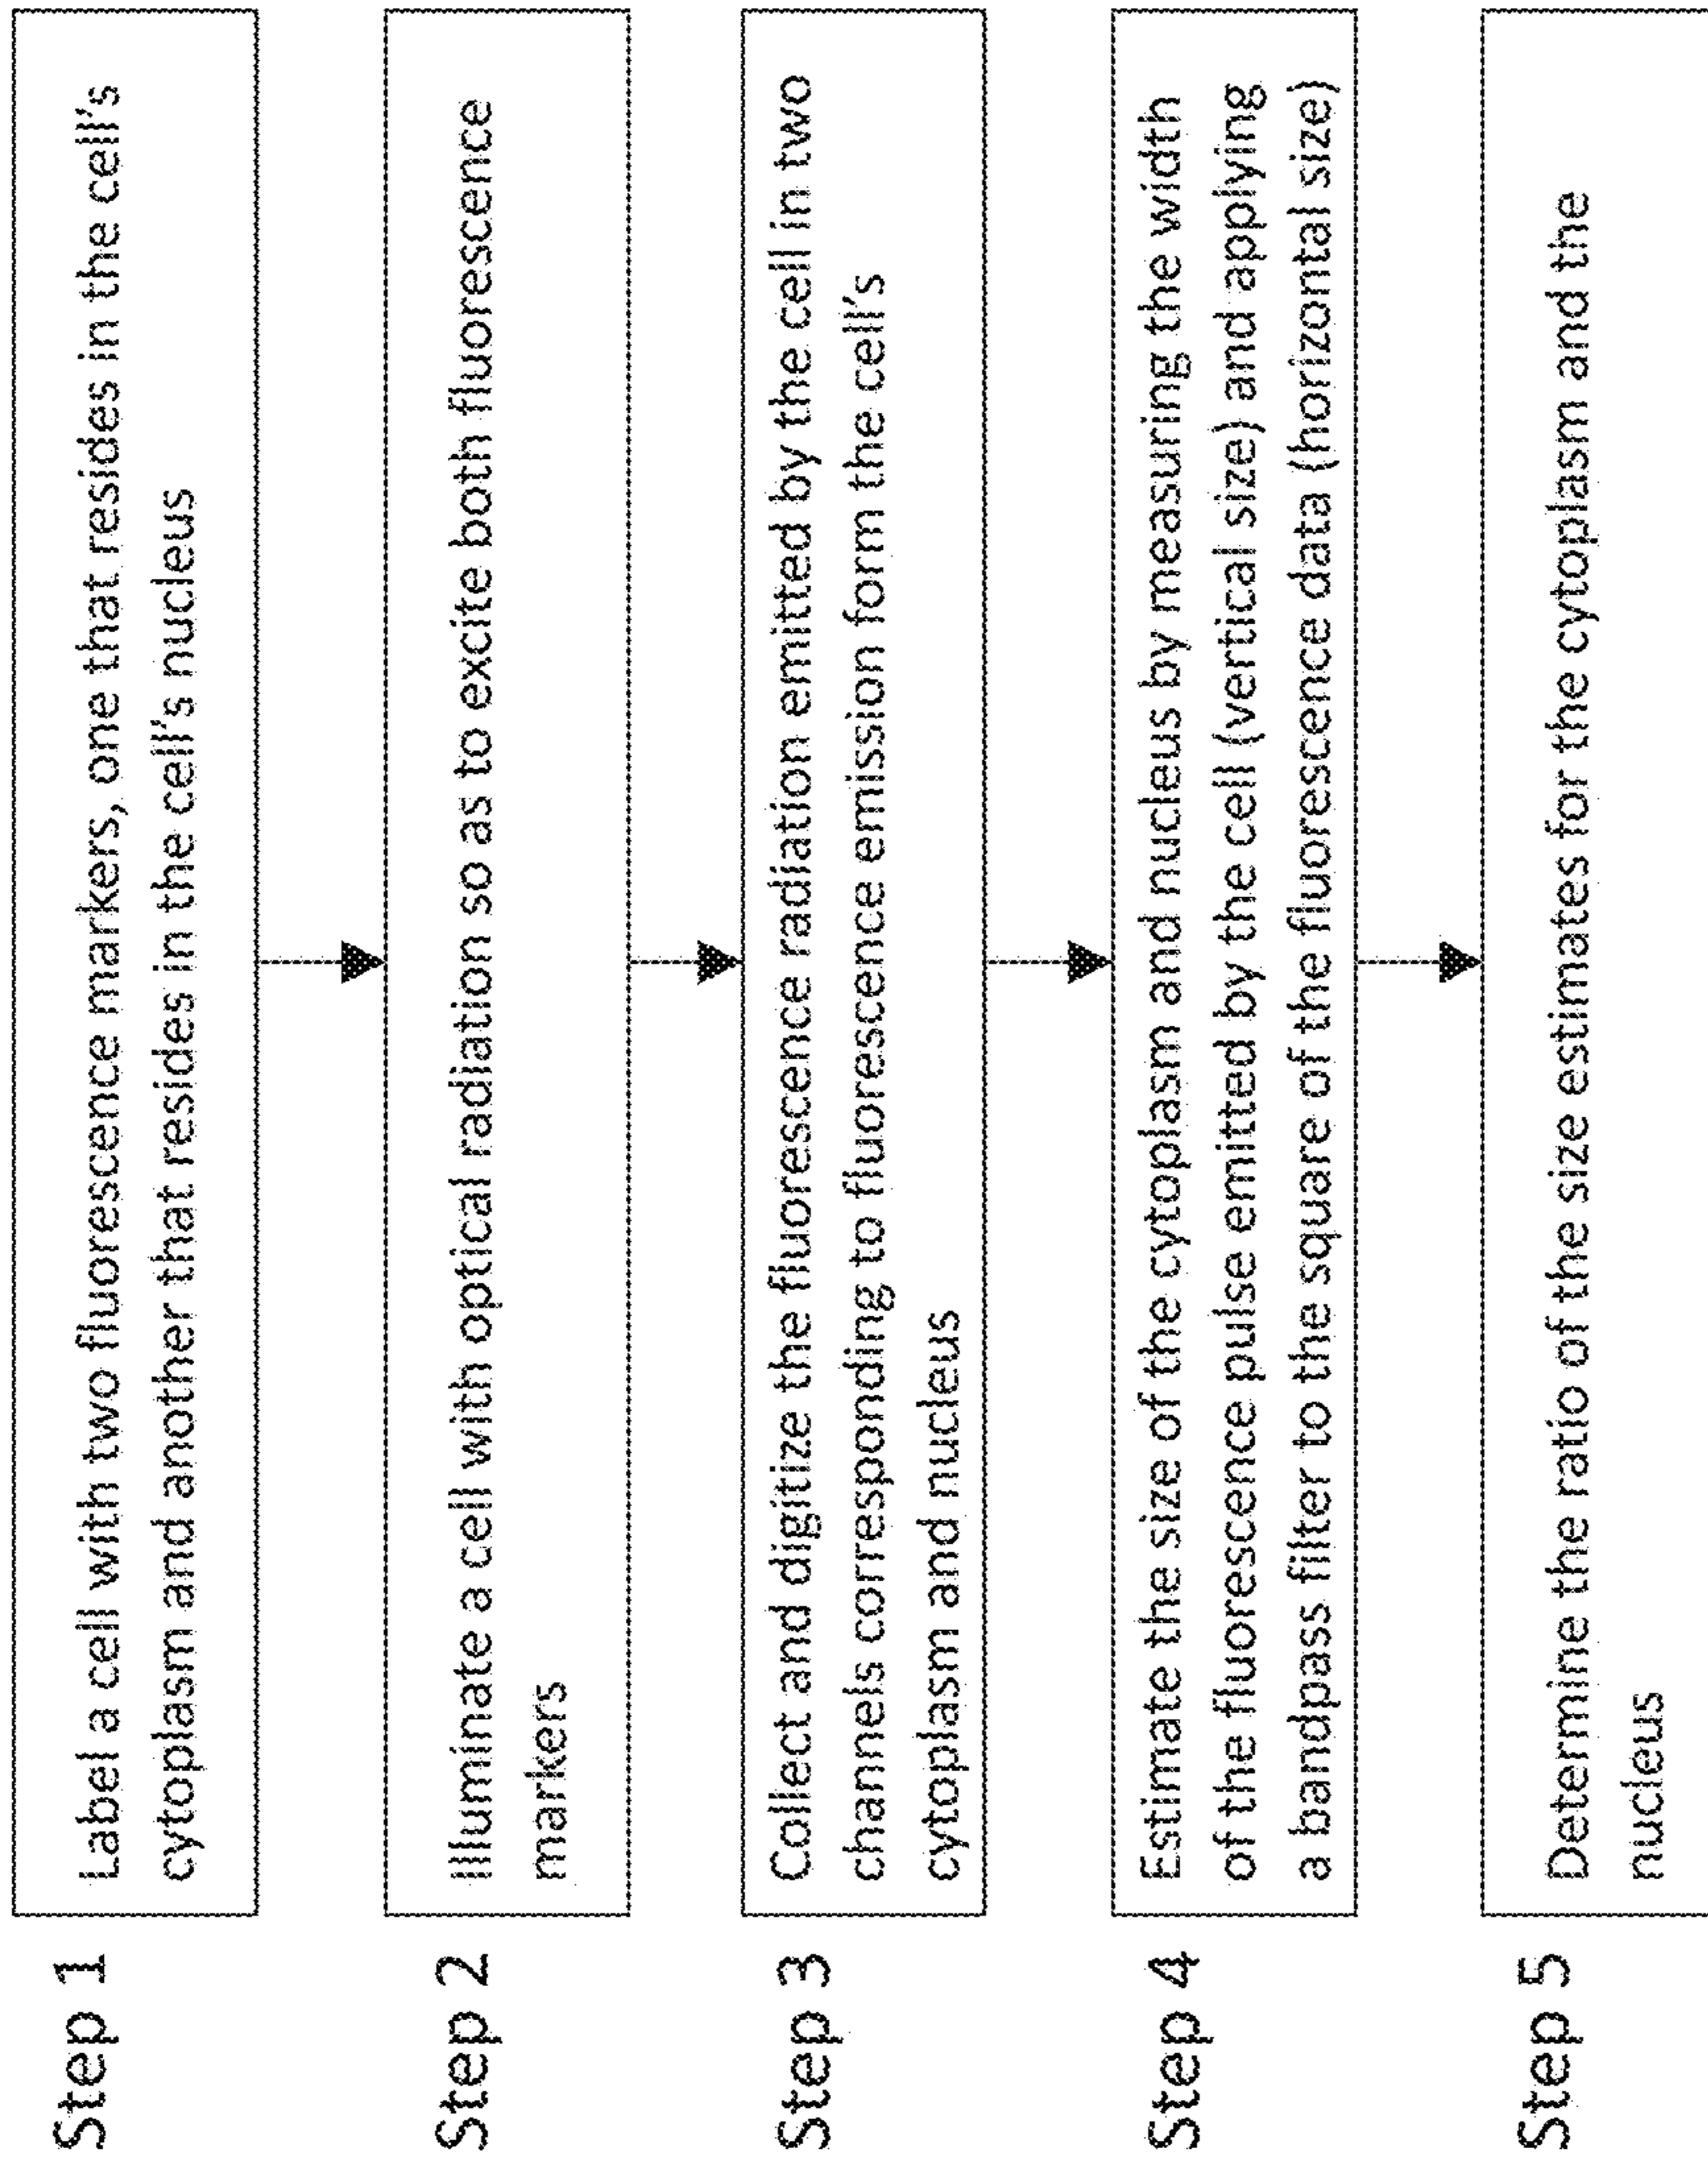 Step 1
Label a cell with two fluorescence markers, one that resides in the cell's
cytoplasm and another that resides in the cell's nucleus
Step 2
Illuminate a cell with optical radiation so as to excite both fluorescence
markers
Step 3
Collect and digitize the fluorescence radiation emitted by the cell in two
channels corresponding to fluorescence emission form the cell's
cytoplasm and nucleus
Step 4
Estimate the size of the cytoplasm and nucleus by measuring the width
of the fluorescence pulse emitted by the cell (vertical size) and applying
a bandpass filter to the square of the fluorescence data (horizontal size)
Step 5
Determine the ratio of the size estimates for the cytoplasm and the
nucleus